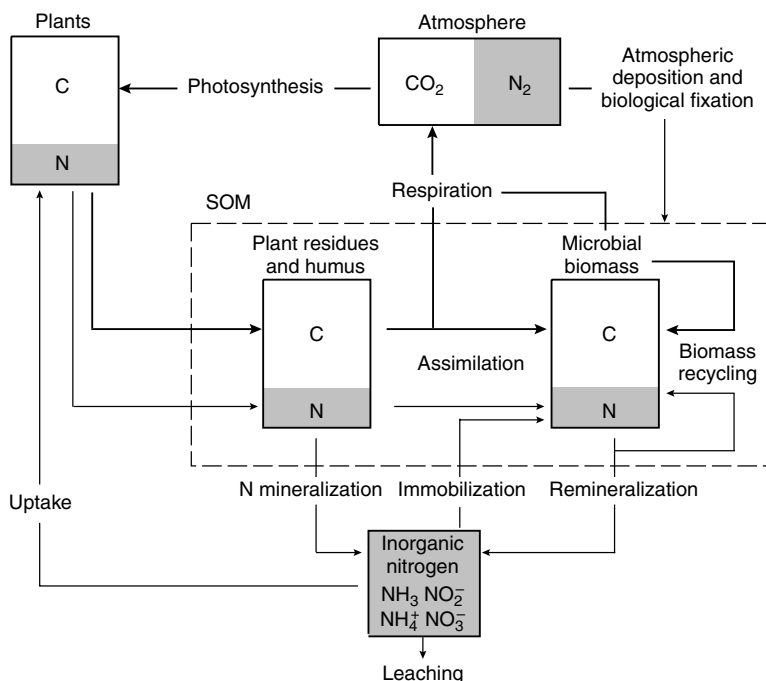 Plants
Atmosphere
C
N
Photosynthesis
CO₂
N₂
Atmospheric
deposition and
biological fixation
Respiration
SOM
Plant residues
and humus
Microbial
biomass
C
C
Assimilation
Biomass
recycling
N
N
N mineralization
Immobilization
Remineralization
Uptake
Inorganic
nitrogen
NH₃ NO₂⁻
NH₄⁺ NO₃⁻
Leaching